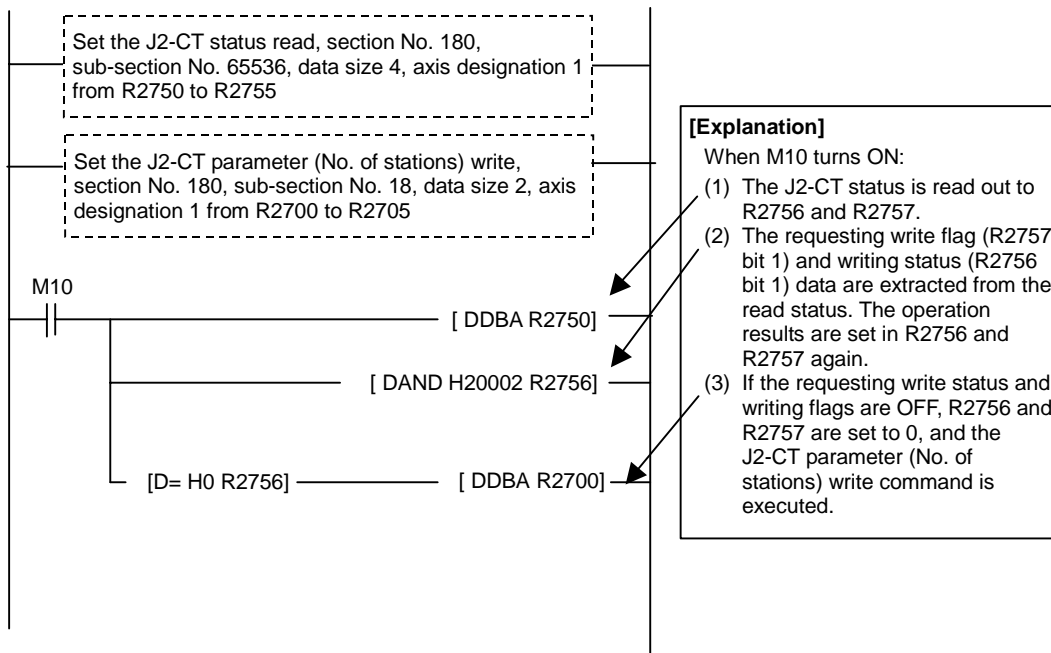 Set the J2-CT status read, section No. 180,
sub-section No. 65536, data size 4, axis designation 1
from R2750 to R2755
Set the J2-CT parameter (No. of stations) write,
section No. 180, sub-section No. 18, data size 2, axis
designation 1 from R2700 to R2705
M10
[ DDBA R2750]
[ DAND H20002 R2756]
[D= H0 R2756]
[ DDBA R2700]
[Explanation]
When M10 turns ON:
(1) The J2-CT status is read out to
R2756 and R2757.
(2) The requesting write flag (R2757
bit 1) and writing status (R2756
bit 1) data are extracted from the
read status. The operation
results are set in R2756 and
R2757 again.
(3) If the requesting write status and
writing flags are OFF, R2756 and
R2757 are set to 0, and the
J2-CT parameter (No. of
stations) write command is
executed.